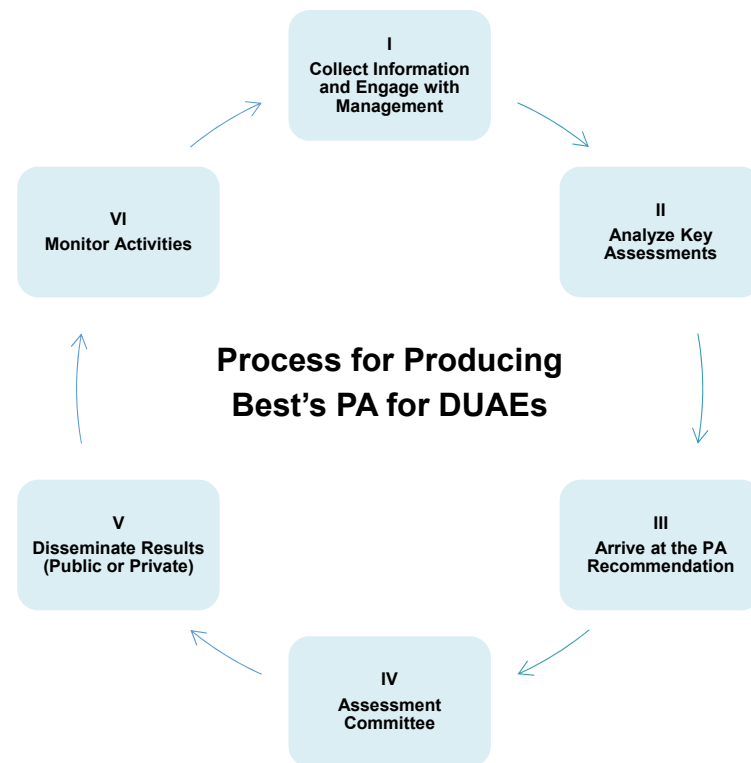 I
Collect Information
and Engage with
Management
II
Analyze Key
Assessments
III
Arrive at the PA
Recommendation
IV
Assessment
Committee
V
Disseminate Results
(Public or Private)
VI
Monitor Activities
Process for Producing
Best’s PA for DUAEs